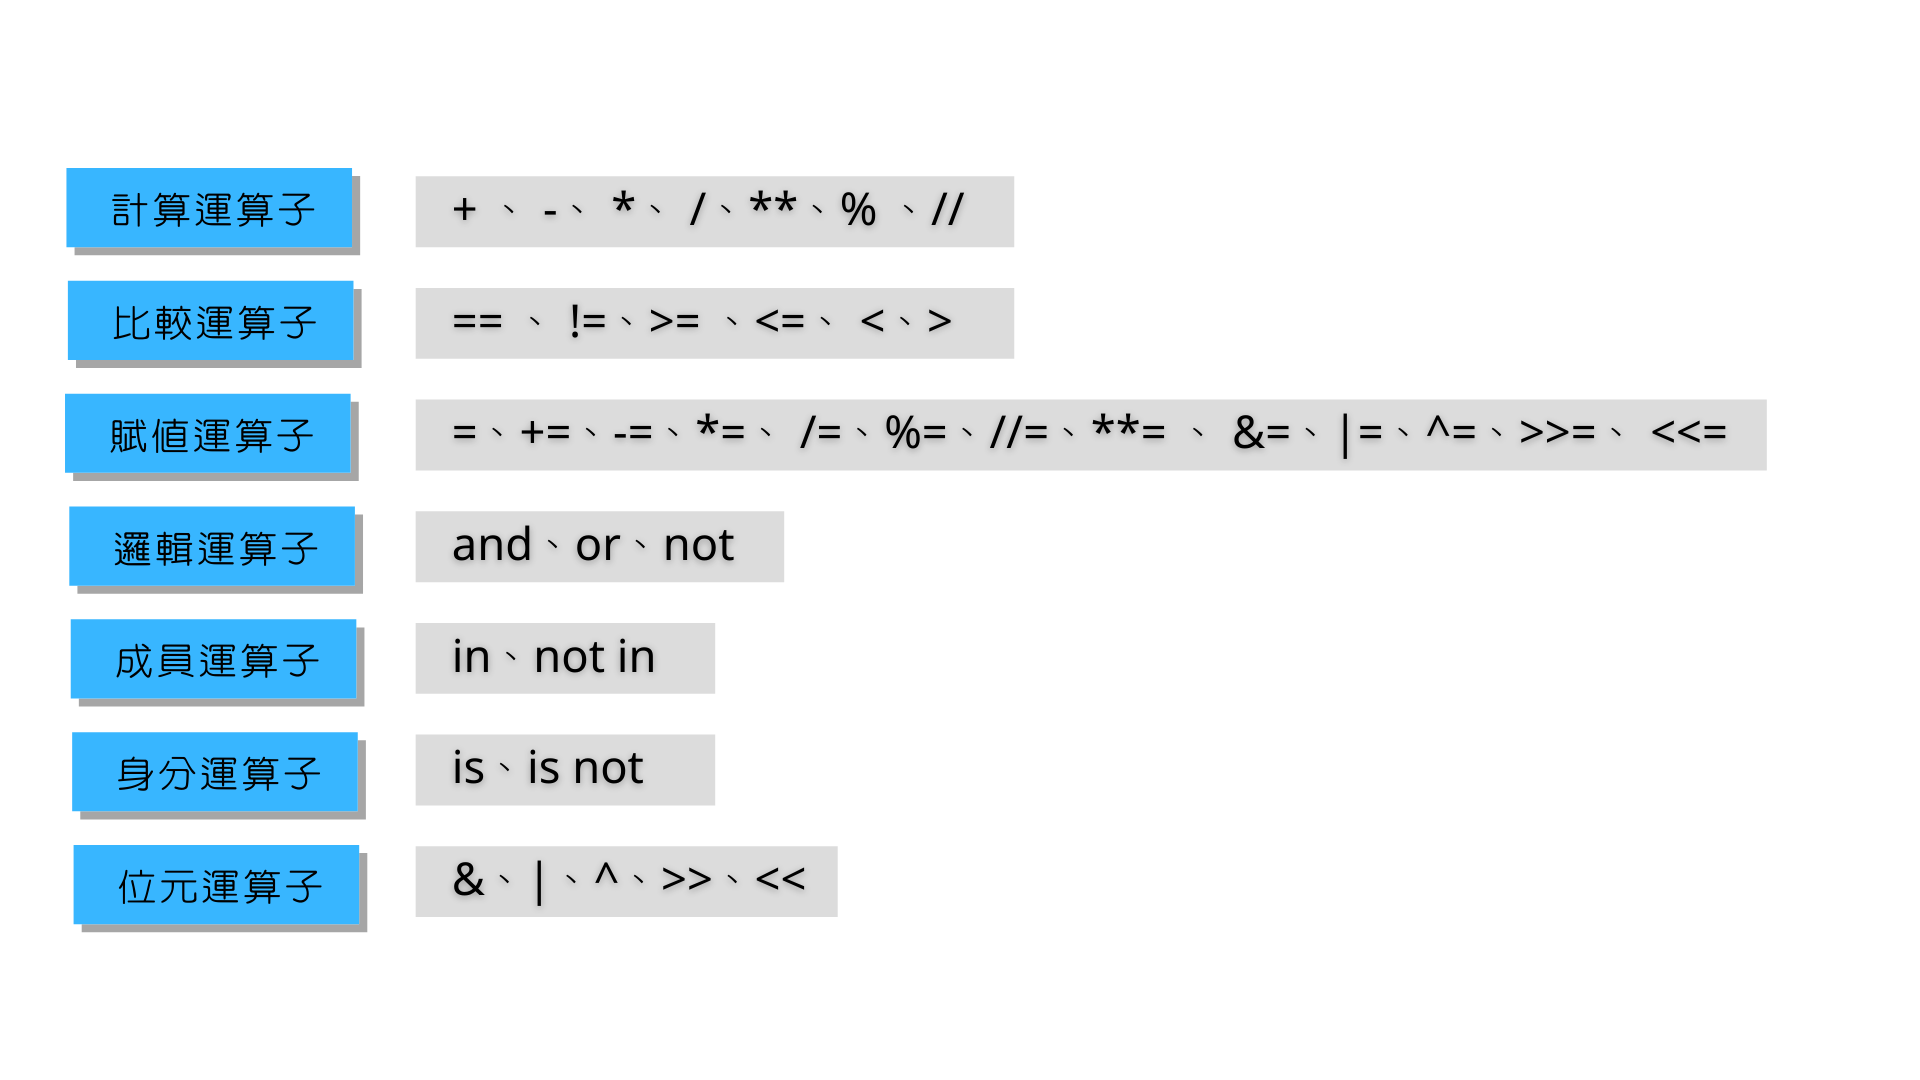 計算運算子
+ 、 -、 *、 /、**、% 、//
比較運算子
== 、 !=、>= 、<=、 <、>
賦值運算子
=、+=、-=、*=、 /=、%=、//=、**= 、 &=、|=、^=、>>=、 <<=
邏輯運算子
and、or、not
成員運算子
in、not in
身分運算子
is、is not
位元運算子
&、|、^、>>、<<